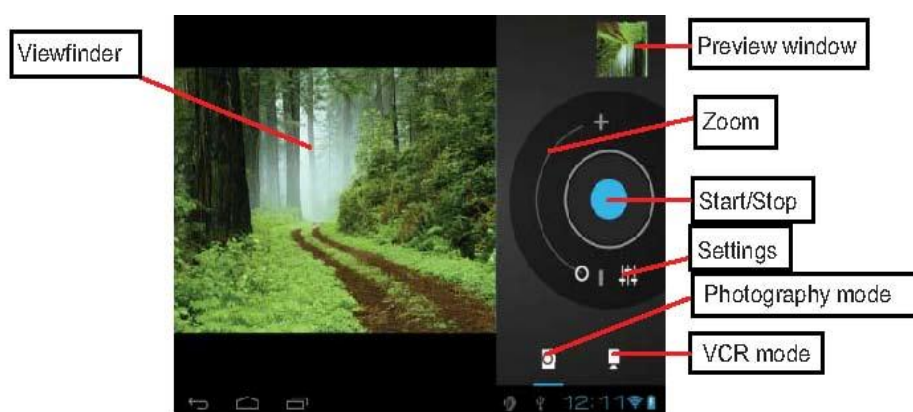 Viewfinder
Preview window
Zoom
Start/Stop
Settings
Photography mode
VCR mode
12:11